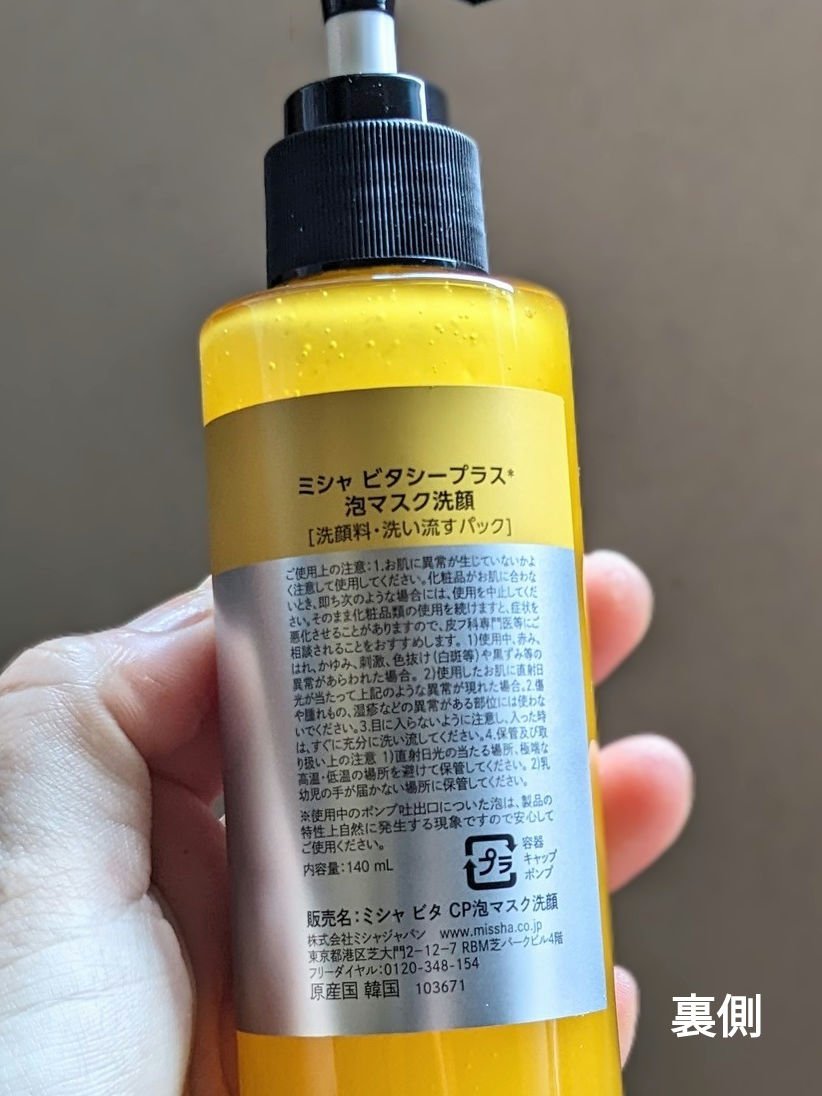 ミシャ ビタシープラス*
泡マスク洗顔
[洗顔料・洗い流すパック]
ご使用上の注意：1.お肌に異常が生じていないかよ
く注意して使用してください。化粧品がお肌に合わな
いとき、即ち次のような場合には、使用を中止してくだ
さい。そのまま化粧品類の使用を続けますと、症状を
悪化させることがありますので、皮フ科専門医等にご
相談されることをおすすめします。1)使用中、赤み、
はれ、かゆみ、刺激、色抜け(白斑等)や黒ずみ等の
異常があらわれた場合。2)使用したお肌に直射日
光が当たって上記のような異常が現れた場合。2.傷
や腫れもの、湿疹などの異常がある部位には使わな
いでください。3.目に入らないように注意し、入った時
は、すぐに充分に洗い流してください。4.保管及び取
り扱い上の注意 1)直射日光の当たる場所、極端な
高温・低温の場所を避けて保管してください。2)乳
幼児の手が届かない場所に保管してください。
※使用中のポンプ吐出口についた泡は、製品の
特性上自然に発生する現象ですので安心して
ご使用ください。
内容量：140 mL
プラ
容器
キャップ
ポンプ
販売名：ミシャ ビタ CP泡マスク洗顔
株式会社ミシャジャパン www.missha.co.jp
東京都港区芝大門2-12-7 RBM芝パークビル4階
フリーダイヤル：0120-348-154
原産国 韓国 103671
裏側